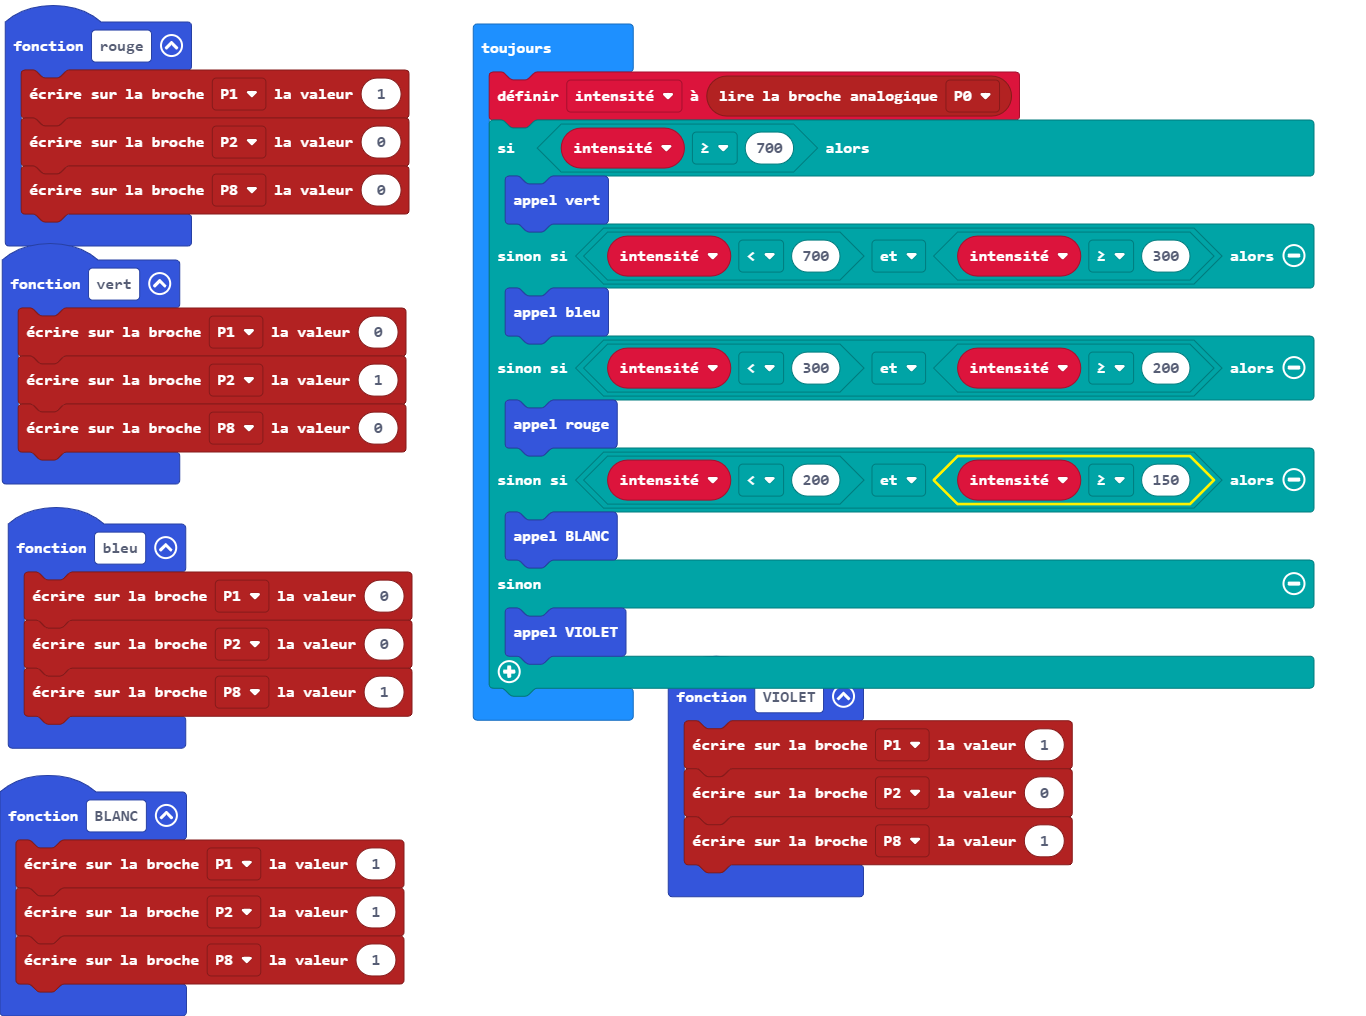 fonction rouge
écrire sur la broche P1 la valeur 1
écrire sur la broche P2 la valeur 0
écrire sur la broche P8 la valeur 0
fonction vert
écrire sur la broche P1 la valeur 0
écrire sur la broche P2 la valeur 1
écrire sur la broche P8 la valeur 0
fonction bleu
écrire sur la broche P1 la valeur 0
écrire sur la broche P2 la valeur 0
écrire sur la broche P8 la valeur 1
fonction BLANC
écrire sur la broche P1 la valeur 1
écrire sur la broche P2 la valeur 1
écrire sur la broche P8 la valeur 1
toujours
définir intensité à lire la broche analogique P0
si intensité ≥ 700 alors
appel vert
sinon si intensité < 700 et intensité ≥ 300 alors
appel bleu
sinon si intensité < 300 et intensité ≥ 200 alors
appel rouge
sinon si intensité < 200 et intensité ≥ 150 alors
appel BLANC
sinon
appel VIOLET
fonction VIOLET
écrire sur la broche P1 la valeur 1
écrire sur la broche P2 la valeur 0
écrire sur la broche P8 la valeur 1